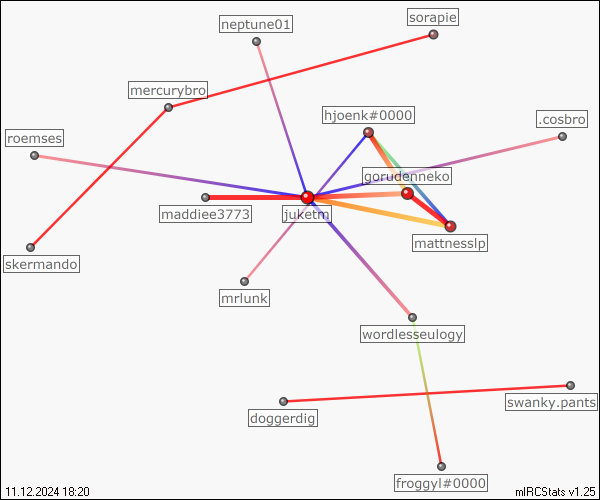 sorapie
neptune01
mercurybro
hjoenk#0000
.cosbro
roemses
gorudenneko
maddiee3773
juketm
mattnesslp
skermando
mrlunk
wordlesseulogy
swanky.pants
doggerdig
froggyl#0000
11.12.2024 18:20
mIRCStats v1.25